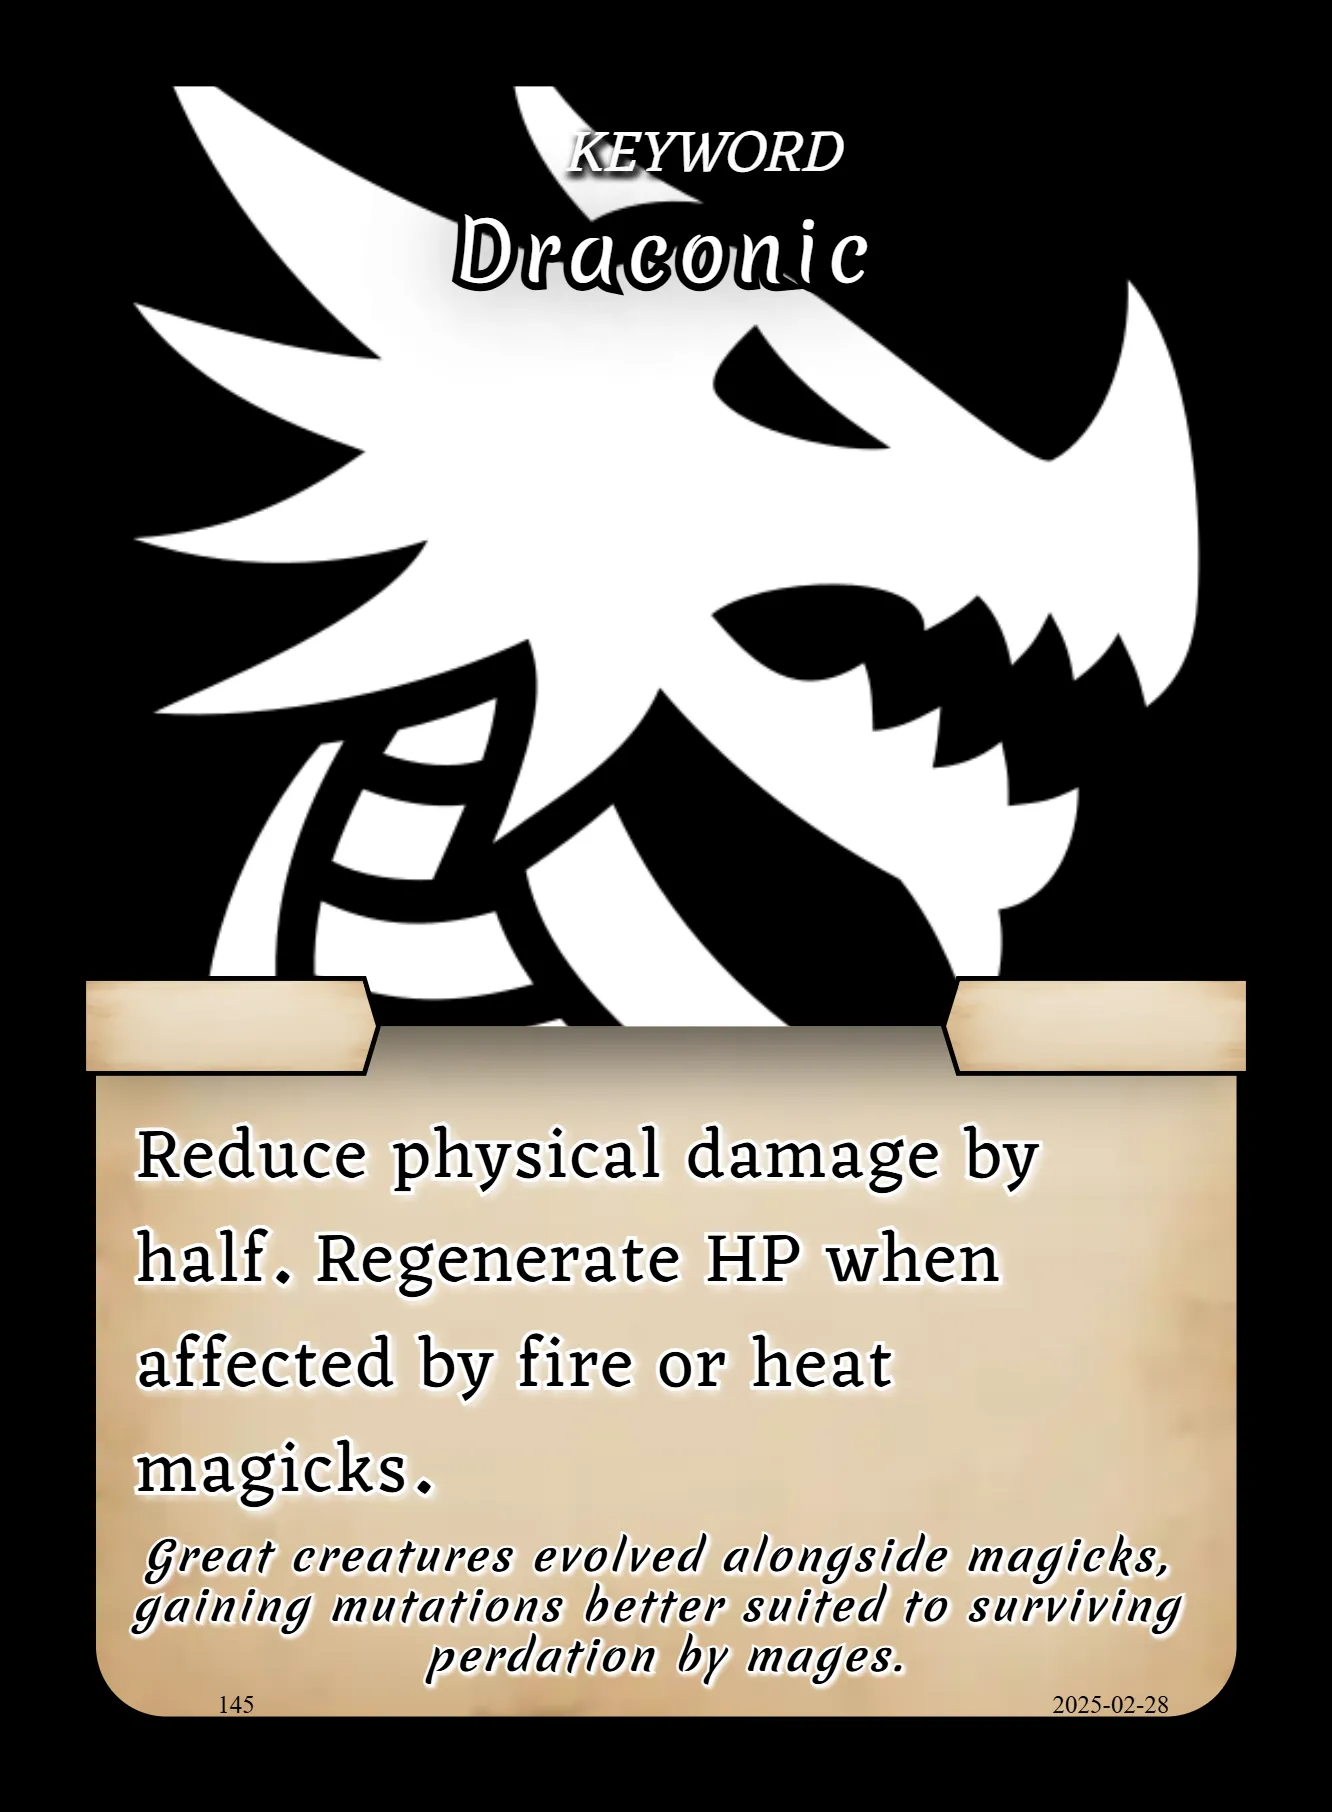 KEYWORD
Draconic
Reduce physical damage by
half. Regenerate HP when
affected by fire or heat
magicks.
Great creatures evolved alongside magicks,
gaining mutations better suited to surviving
perdation by mages.
145
2025-02-28